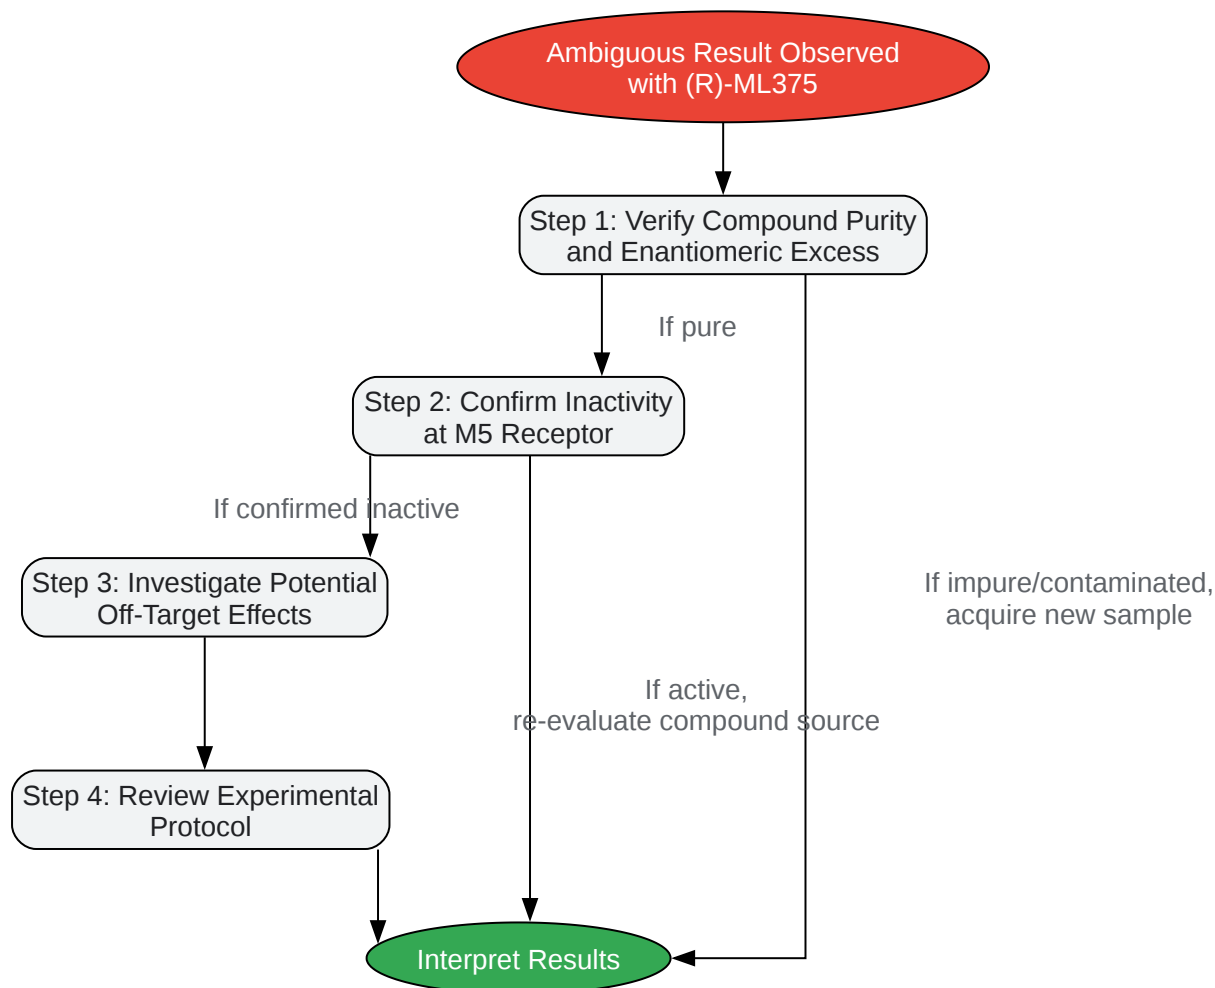 Ambiguous Result Observed
with (R)-ML375
Step 1: Verify Compound Purity
and Enantiomeric Excess
If pure
Step 2: Confirm Inactivity
at M5 Receptor
If confirmed inactive
Step 3: Investigate Potential
Off-Target Effects
If impure/contaminated,
acquire new sample
If active,
re-evaluate compound source
Step 4: Review Experimental
Protocol
Interpret Results